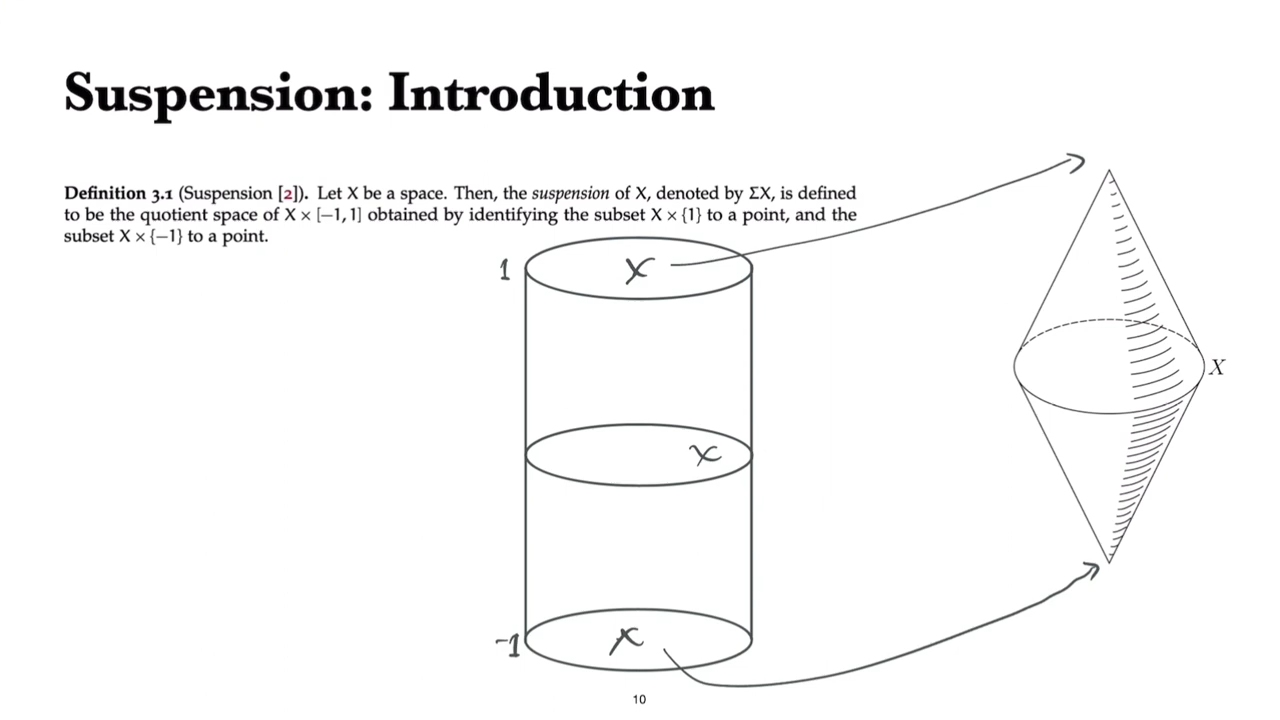 Suspension: Introduction
Definition 3.1 (Suspension [2]). Let X be a space. Then, the suspension of X, denoted by ΣX, is defined
to be the quotient space of X × [−1, 1] obtained by identifying the subset X × {1} to a point, and the
subset X × {−1} to a point.
1
X
X
X
-1
X
10